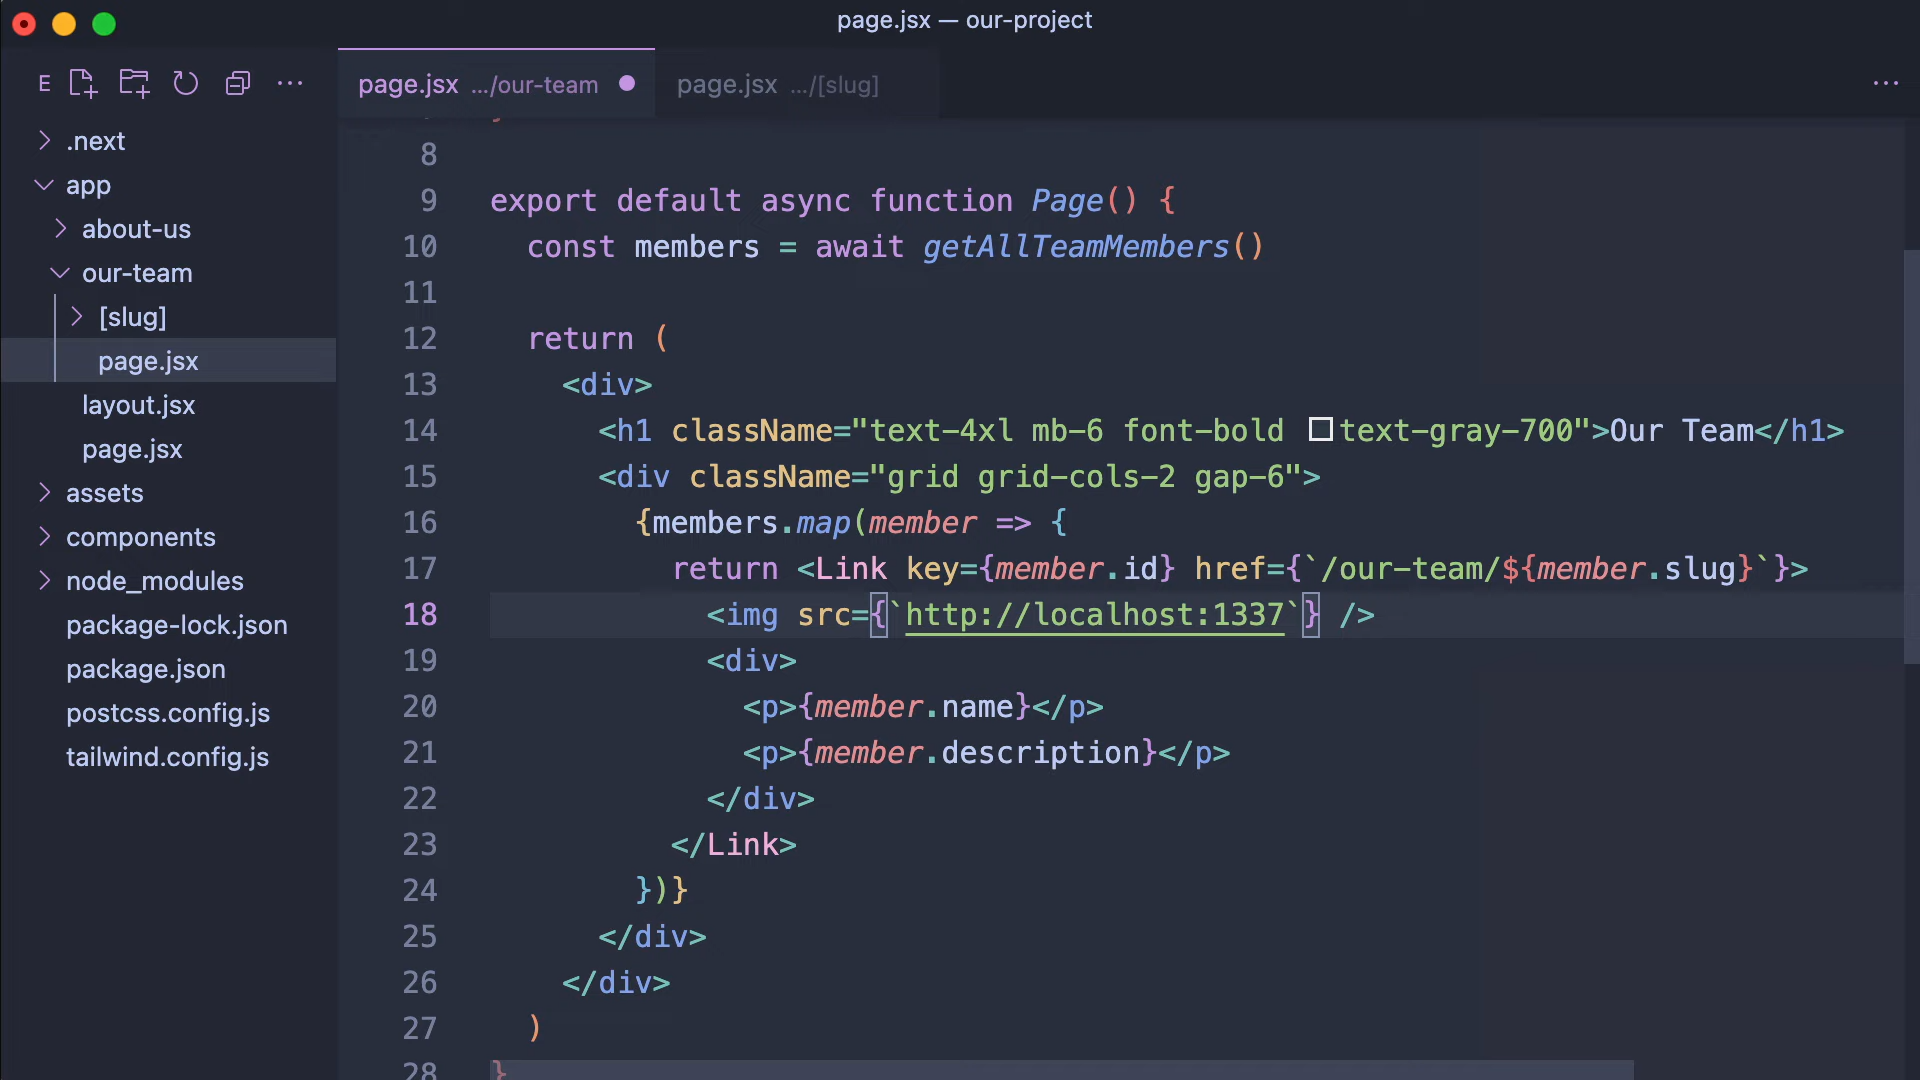 page.jsx — our-project
E ...
page.jsx .../our-team
page.jsx .../[slug]
...
.next
app
about-us
our-team
[slug]
page.jsx
layout.jsx
page.jsx
assets
components
node_modules
package-lock.json
package.json
postcss.config.js
tailwind.config.js
8
9 export default async function Page() {
10 const members = await getAllTeamMembers()
11
12 return (
13 <div>
14 <h1 className="text-4xl mb-6 font-bold text-gray-700">Our Team</h1>
15 <div className="grid grid-cols-2 gap-6">
16 {members.map(member => {
17 return <Link key={member.id} href={`/our-team/${member.slug}`}>
18 <img src={`http://localhost:1337`} />
19 <div>
20 <p>{member.name}</p>
21 <p>{member.description}</p>
22 </div>
23 </Link>
24 })}
25 </div>
26 </div>
27 )
28 }